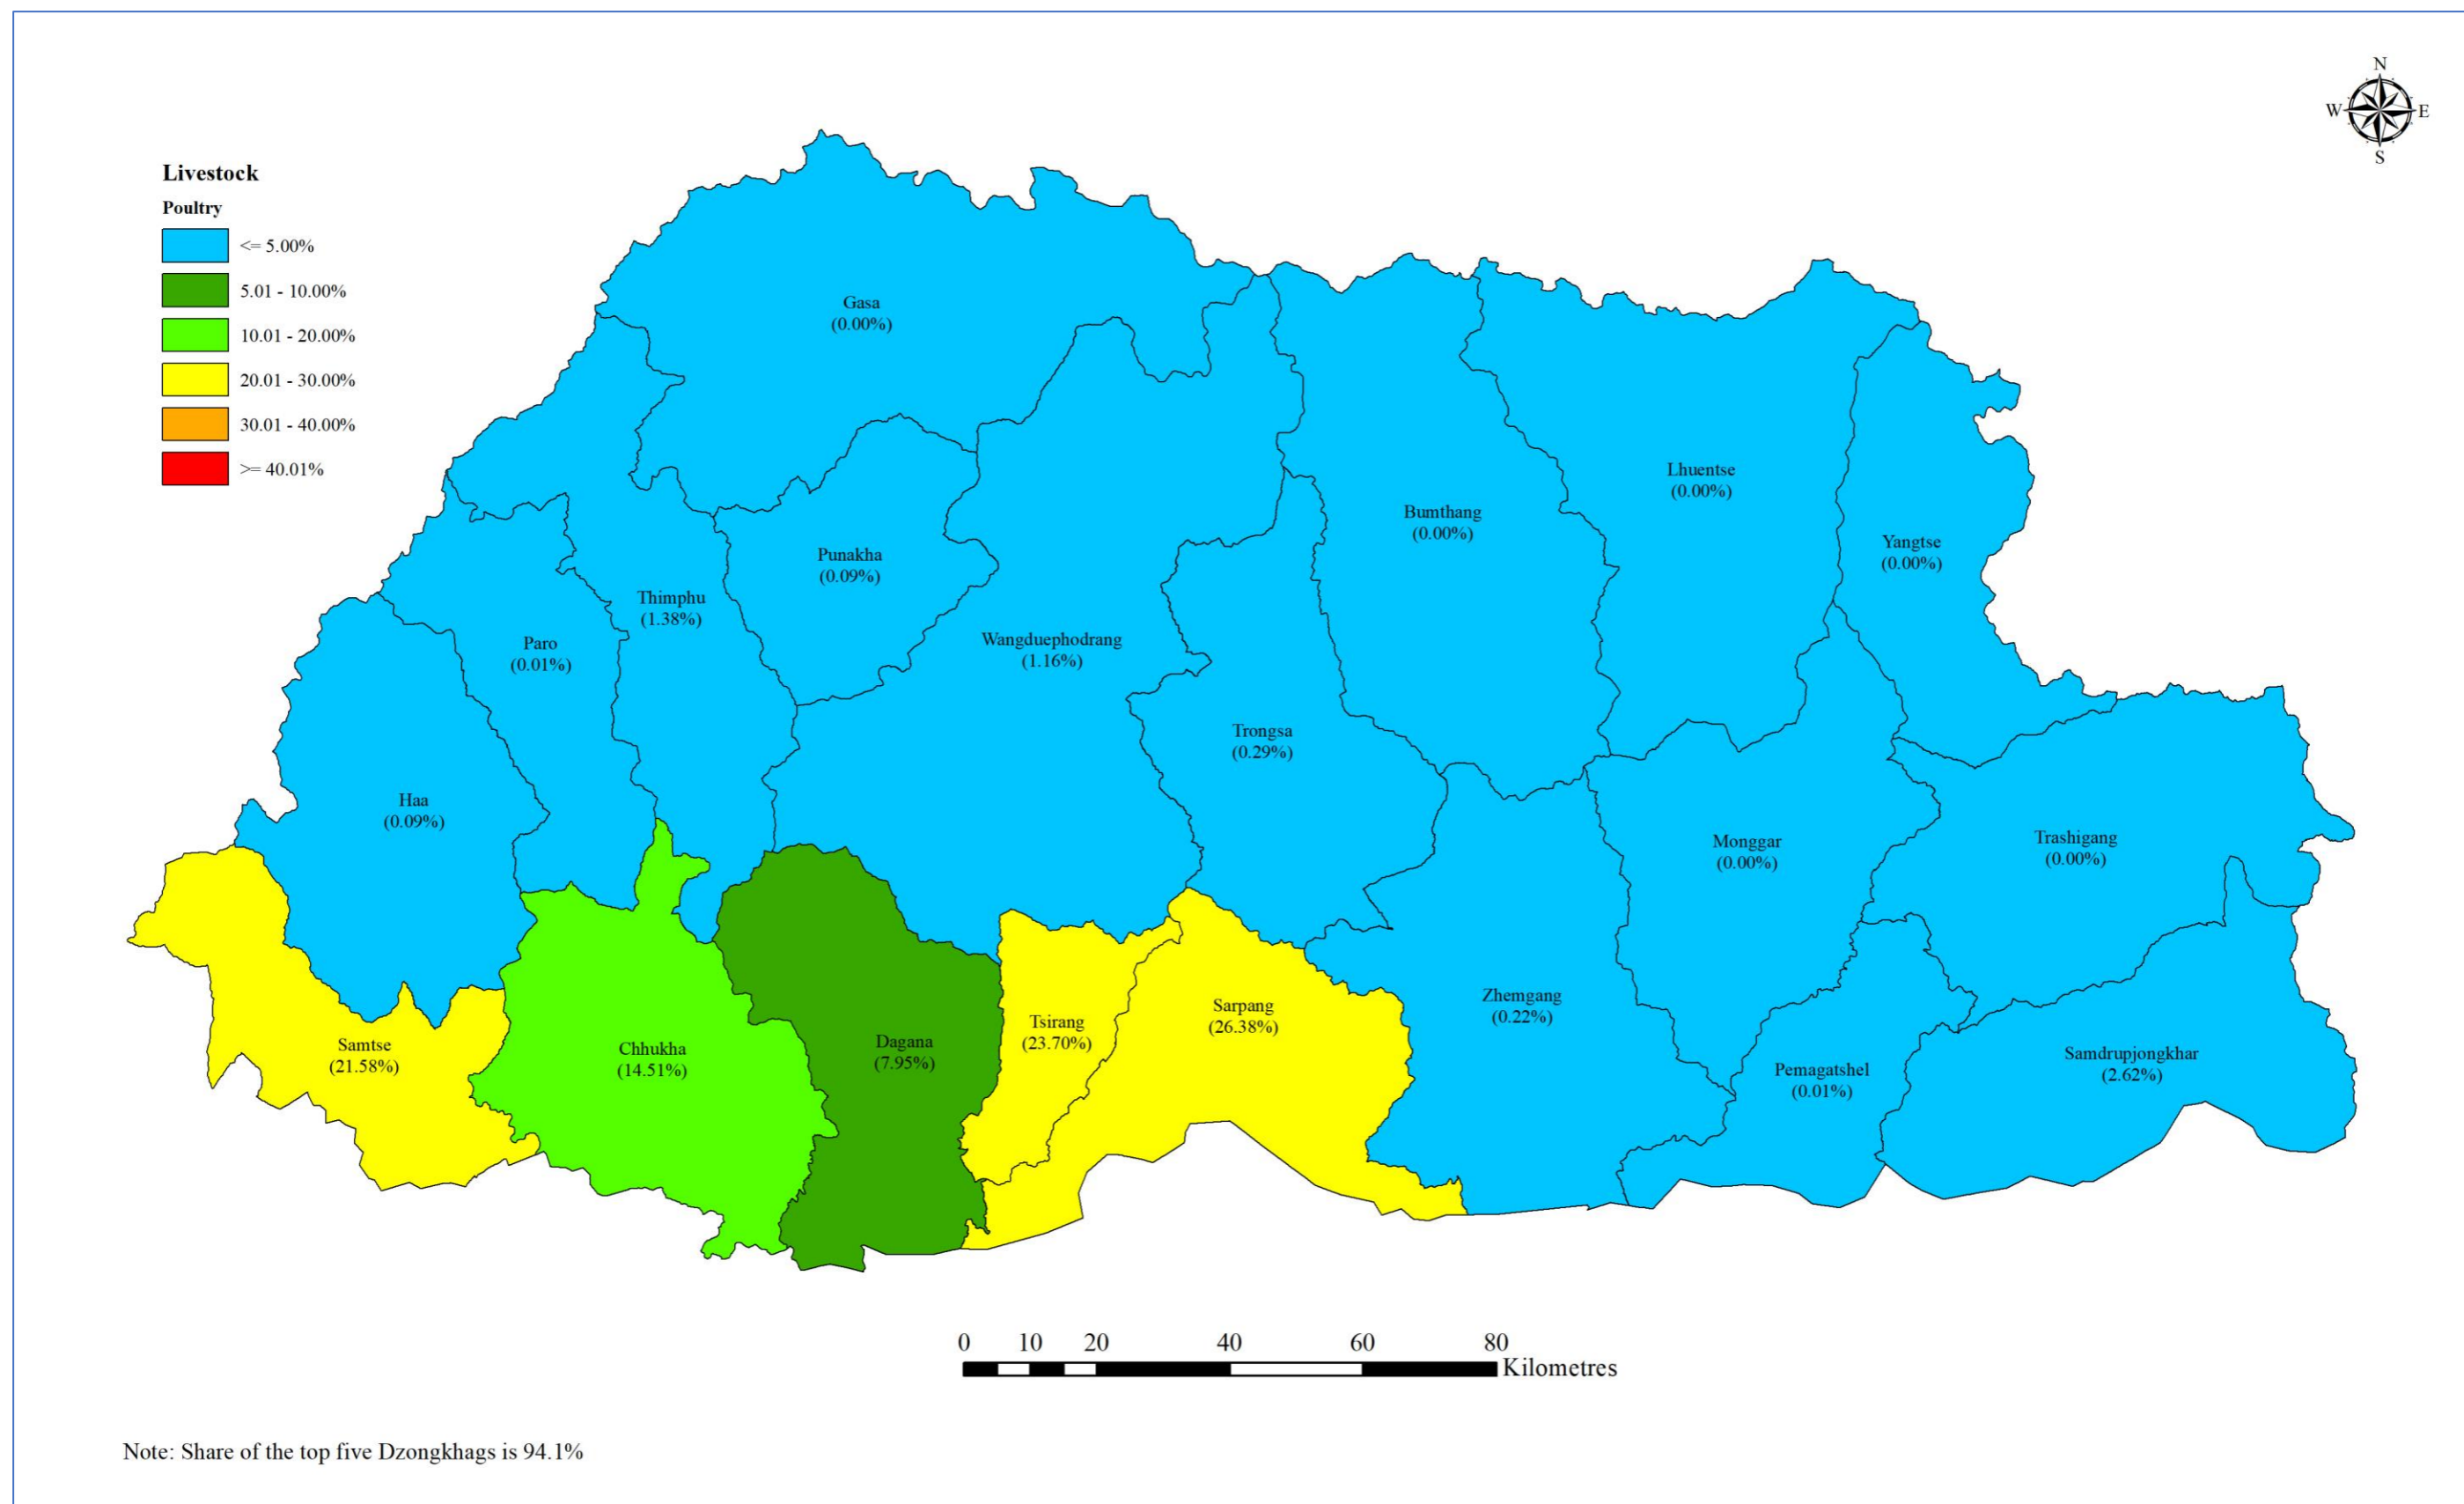 N
W E
S
Livestock
Poultry
<= 5.00%
5.01 - 10.00%
10.01 - 20.00%
20.01 - 30.00%
30.01 - 40.00%
>= 40.01%
Gasa
(0.00%)
Lhuentse
(0.00%)
Bumthang
(0.00%)
Yangtse
(0.00%)
Punakha
(0.09%)
Thimphu
(1.38%)
Paro
(0.01%)
Wangduephodrang
(1.16%)
Trongsa
(0.29%)
Haa
(0.09%)
Monggar
(0.00%)
Trashigang
(0.00%)
Samtse
(21.58%)
Chhukha
(14.51%)
Dagana
(7.95%)
Tsirang
(23.70%)
Sarpang
(26.38%)
Zhemgang
(0.22%)
Pemagatshel
(0.01%)
Samdrupjongkhar
(2.62%)
0 10 20 40 60 80
Kilometres
Note: Share of the top five Dzongkhags is 94.1%